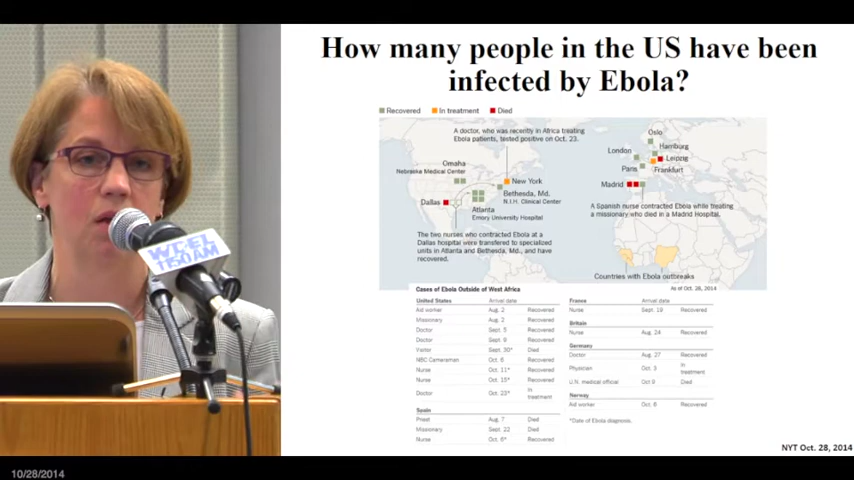 How many people in the US have been
infected by Ebola?
Recovered In treatment Died
A doctor, who was recently in Africa treating
Ebola patients, tested positive on Oct. 23.
Omaha
Nebraska Medical Center
New York
Bethesda, Md.
N.I.H. Clinical Center
Dallas
Atlanta
Emory University Hospital
The two nurses who contracted Ebola at a
Dallas hospital were transferred to specialized
units in Atlanta and Bethesda, Md., and have
recovered.
Oslo
London
Hamburg
Leipzig
Paris
Frankfurt
Madrid
A Spanish nurse contracted Ebola while treating
a missionary who died in a Madrid Hospital.
Countries with Ebola outbreaks
Cases of Ebola Outside of West Africa
As of Oct. 28, 2014
United States Arrival date
Aid worker Aug. 2 Recovered
Missionary Aug. 2 Recovered
Doctor Sept. 5 Recovered
Doctor Sept. 9 Recovered
Visitor Sept. 30* Died
NBC Cameraman Oct. 6 Recovered
Nurse Oct. 11* Recovered
Nurse Oct. 15* Recovered
Doctor Oct. 23* In
treatment
Spain
Priest Aug. 7 Died
Missionary Sept. 22 Died
Nurse Oct. 6* Recovered
France Arrival date
Nurse Sept. 19 Recovered
Britain
Nurse Aug. 24 Recovered
Germany
Doctor Aug. 27 Recovered
Physician Oct. 3 In
treatment
U.N. medical official Oct 9 Died
Norway
Aid worker Oct. 6 Recovered
*Date of Ebola diagnosis.
NYT Oct. 28, 2014
1150AM
10/28/2014